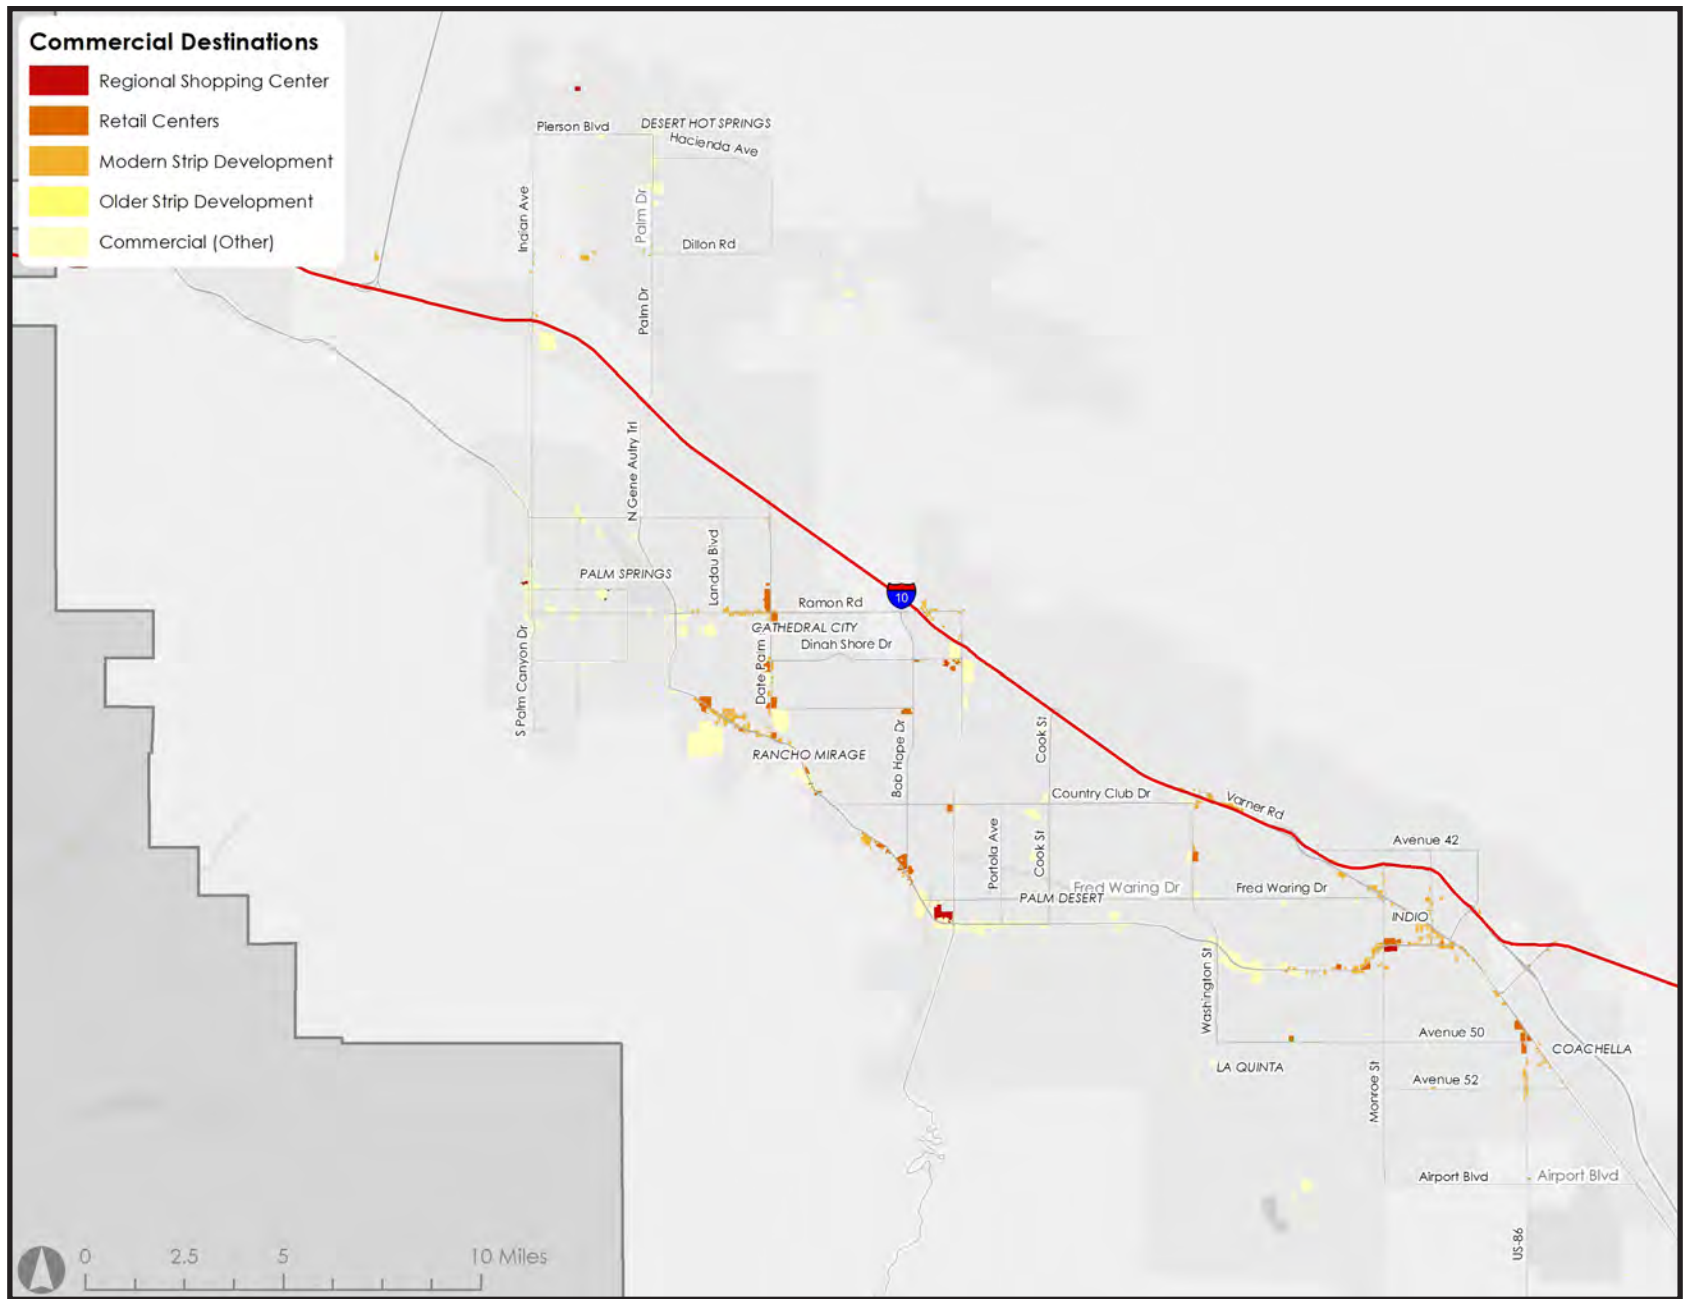 Commercial Destinations
Regional Shopping Center
Retail Centers
Modern Strip Development
Older Strip Development
Commercial (Other)
Pierson Blvd
DESERT HOT SPRINGS
Hacienda Ave
Indian Ave
Palm Dr
Dillon Rd
Palm Dr
N Gene Autry Trl
Landau Blvd
PALM SPRINGS
10
Ramon Rd
CATHEDRAL CITY
Dinah Shore Dr
S Palm Canyon Dr
Date Palm
Bob Hope Dr
Cook St
RANCHO MIRAGE
Country Club Dr
Varner Rd
Avenue 42
Portola Ave
Cook St
Fred Waring Dr
Fred Waring Dr
PALM DESERT
INDIO
Washington St
Avenue 50
COACHELLA
LA QUINTA
Avenue 52
Monroe St
Airport Blvd
Airport Blvd
US-86
0 2.5 5 10 Miles